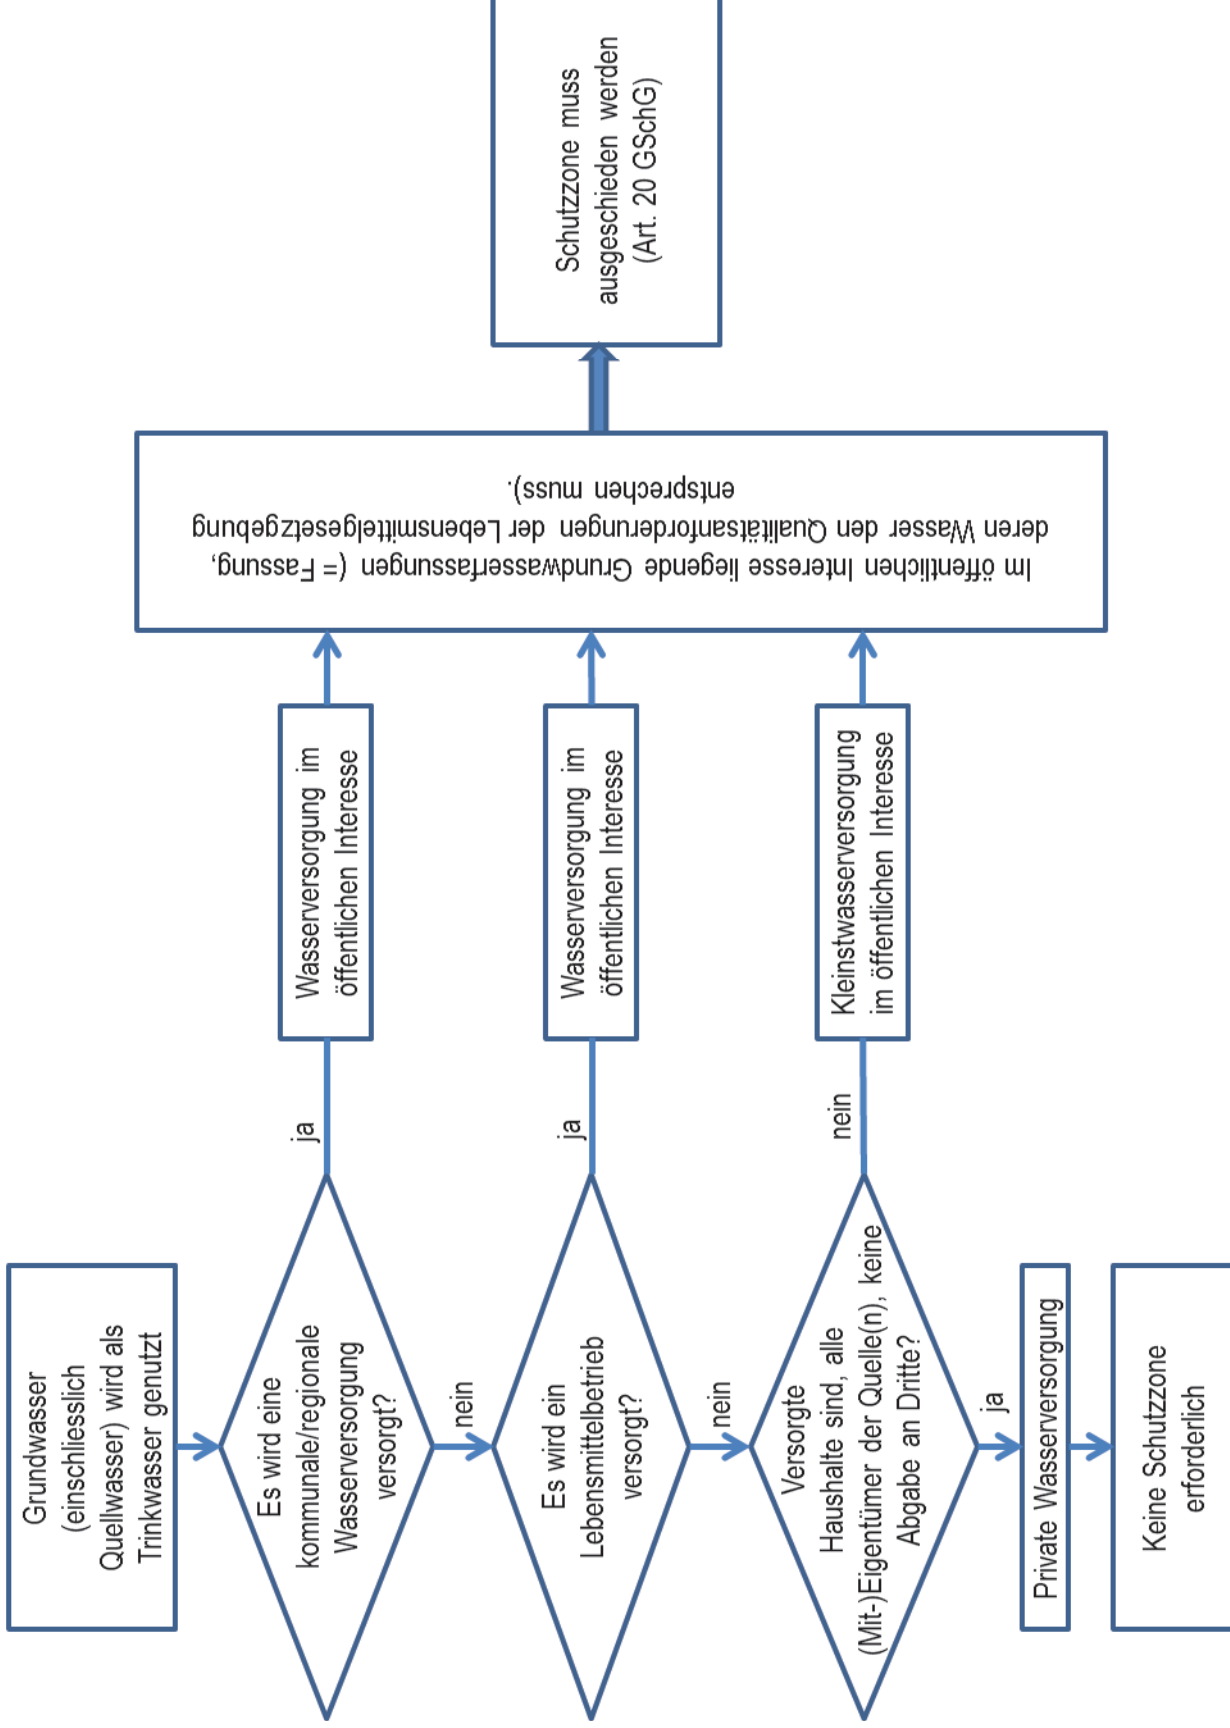 Grundwasser
(einschliesslich
Quellwasser) wird als
Trinkwasser genutzt
Es wird eine
kommunale/regionale
Wasserversorgung
versorgt?
ja
Wasserversorgung im
öffentlichen Interesse
nein
Es wird ein
Lebensmittelbetrieb
versorgt?
ja
Wasserversorgung im
öffentlichen Interesse
nein
Versorgte
Haushalte sind, alle
(Mit-)Eigentümer der Quelle(n), keine
Abgabe an Dritte?
nein
Kleinstwasserversorgung
im öffentlichen Interesse
ja
Private Wasserversorgung
Keine Schutzzone
erforderlich
Im öffentlichen Interesse liegende Grundwasserfassungen (= Fassung,
deren Wasser den Qualitätsanforderungen der Lebensmittelgesetzgebung
entsprechen muss).
Schutzzone muss
ausgeschieden werden
(Art. 20 GSchG)